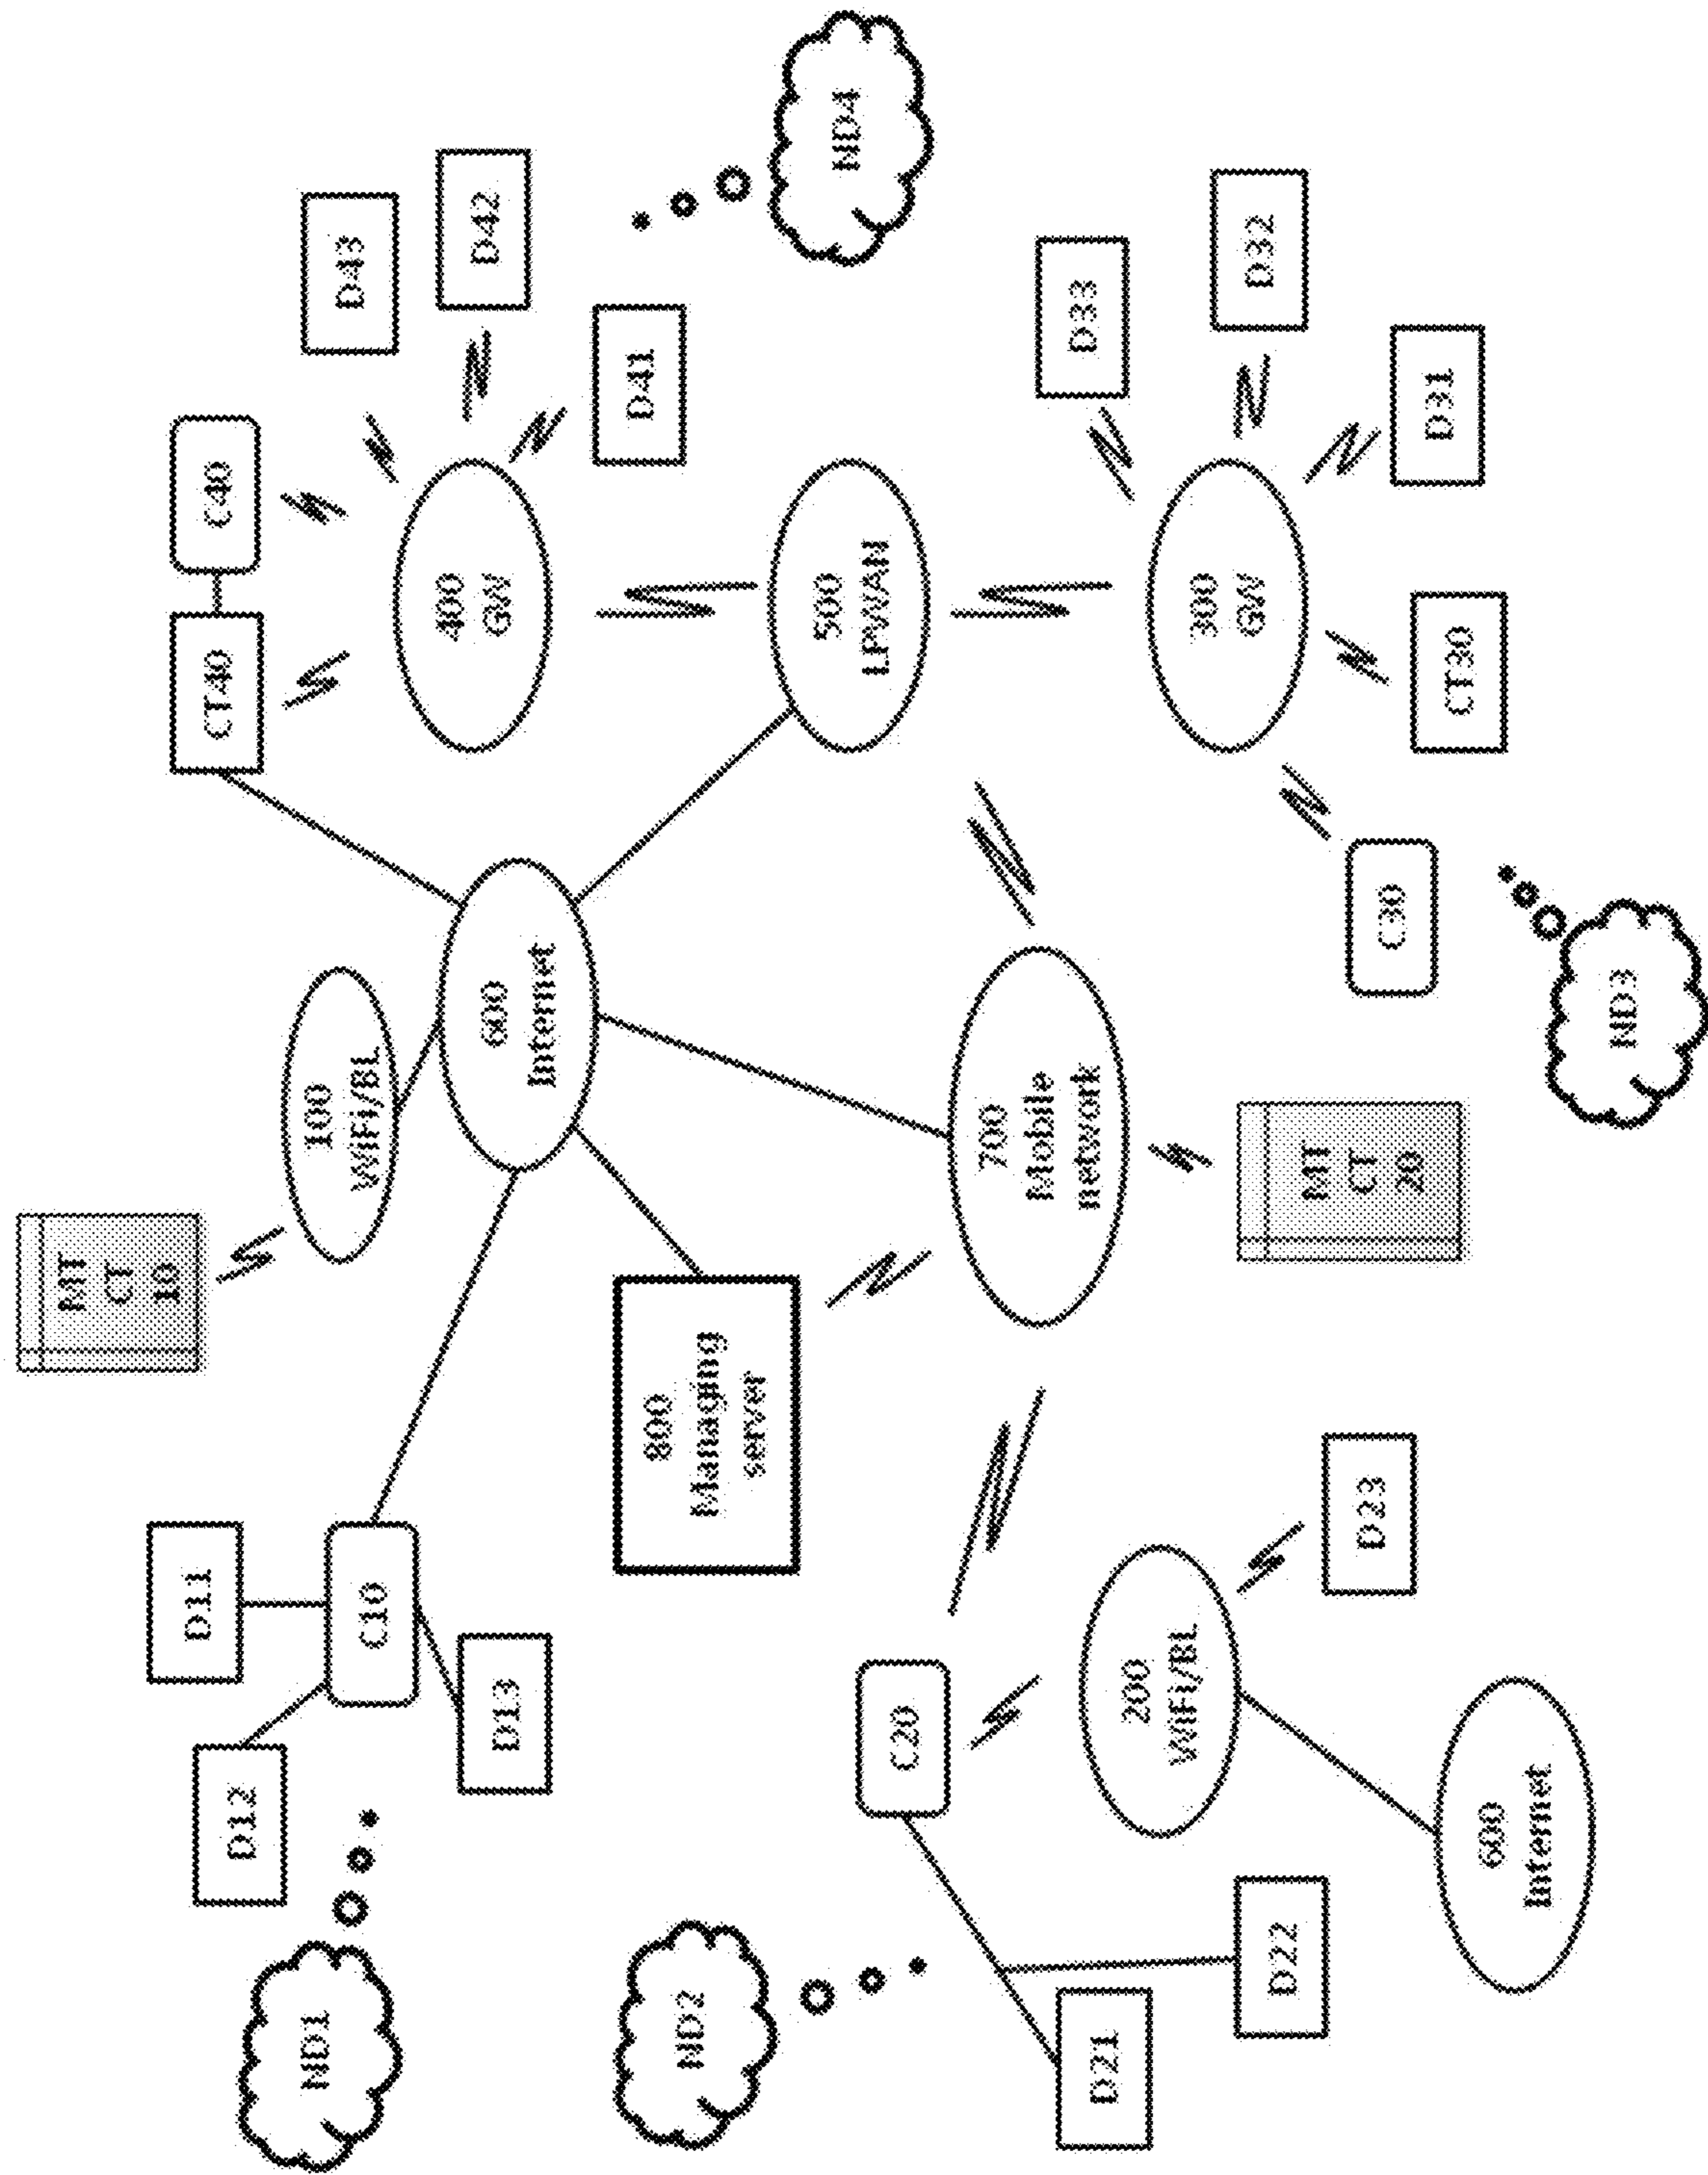 MT
CT
10
D11
CT40
C40
D12
ND1
100
WiFi/BL
D43
C10
400
GW
D42
600
Internet
D13
D41
800
Managing
server
ND2
500
LPWAN
ND4
C20
700
Mobile
network
D33
D21
200
WiFi/BL
300
GW
D32
D22
MT
CT
20
D23
C30
D31
CT30
600
Internet
ND3